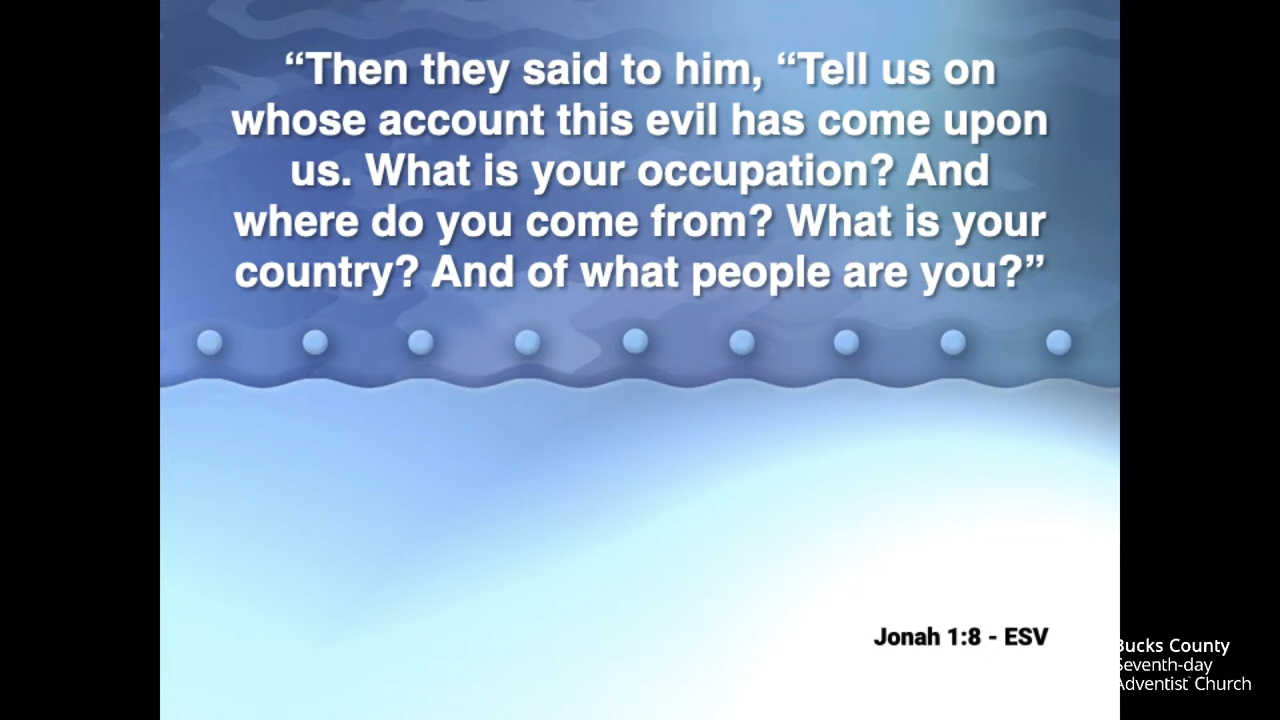 “Then they said to him, “Tell us on
whose account this evil has come upon
us. What is your occupation? And
where do you come from? What is your
country? And of what people are you?”
Jonah 1:8 - ESV
Bucks County
Seventh-day
Adventist Church